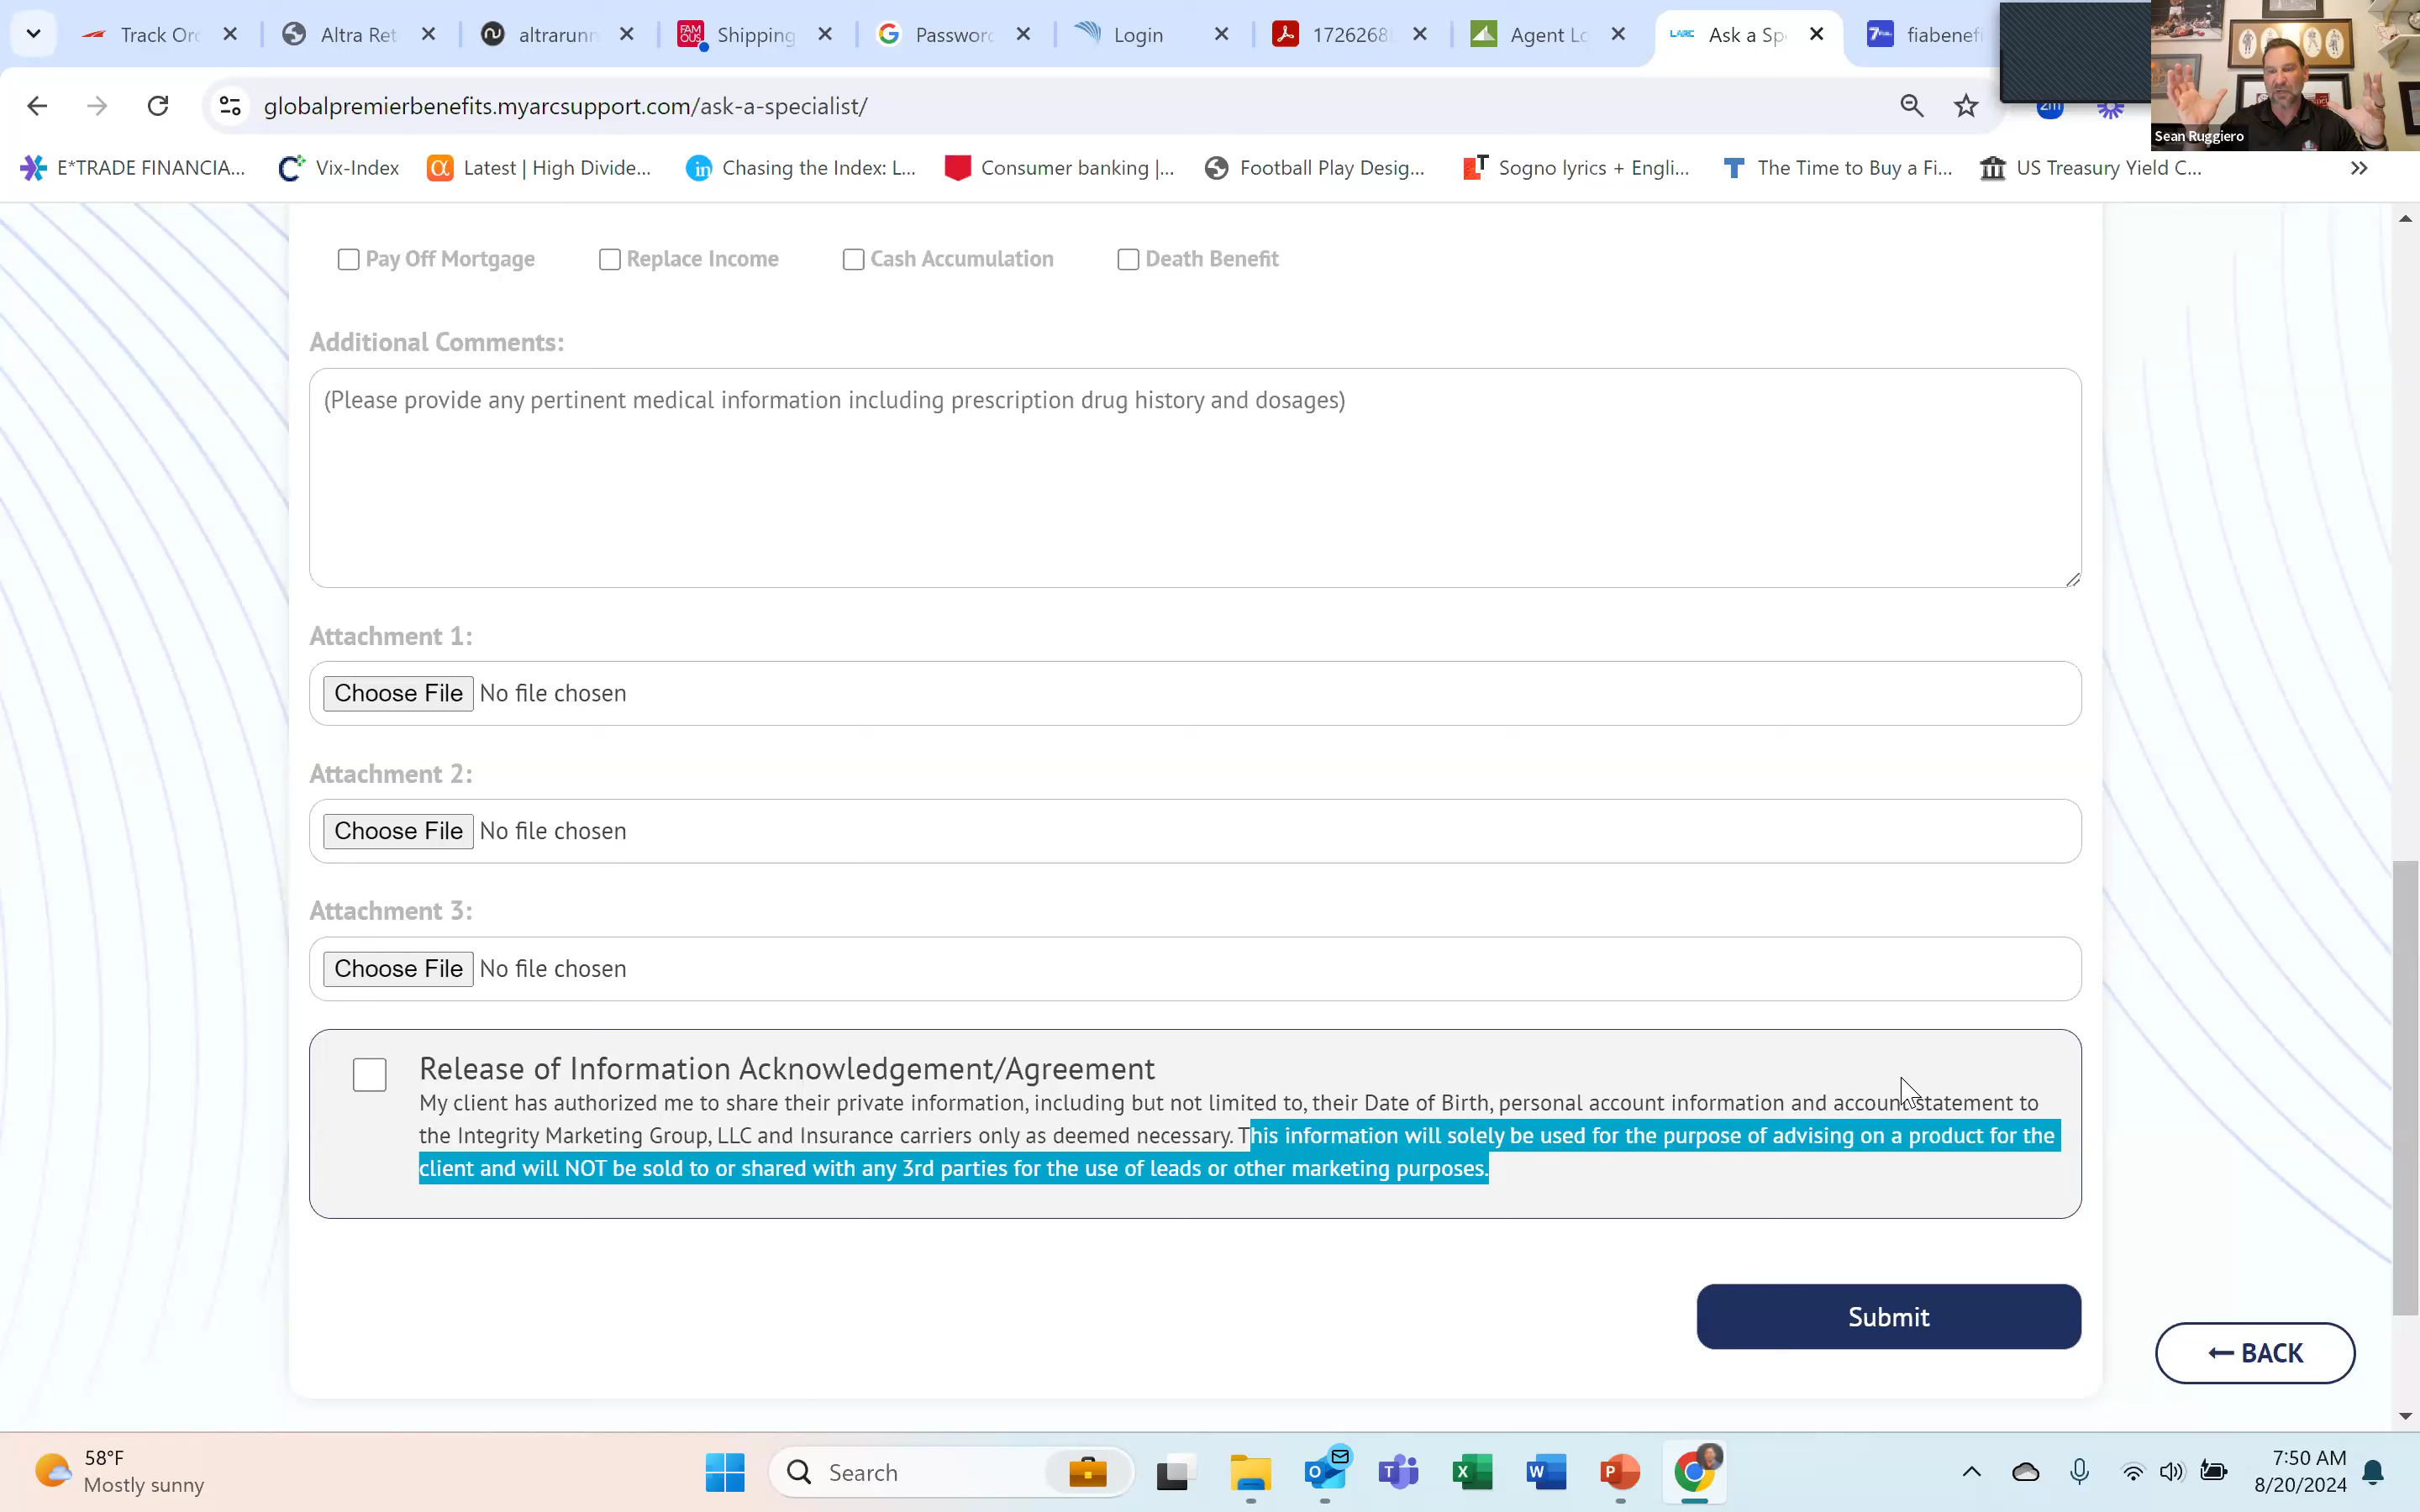 Track Or
Altra Ret
altrarunn
FAM
OUS
Shipping
Password
Login
1726268
Agent Lo
LARC
Ask a Sp
fiabenef
globalpremierbenefits.myarcsupport.com/ask-a-specialist/
Sean Ruggiero
E*TRADE FINANCIA...
Vix-Index
Latest | High Divide...
Chasing the Index: L...
Consumer banking |...
Football Play Desig...
Sogno lyrics + Engli...
The Time to Buy a Fi...
US Treasury Yield C...
Pay Off Mortgage
Replace Income
Cash Accumulation
Death Benefit
Additional Comments:
(Please provide any pertinent medical information including prescription drug history and dosages)
Attachment 1:
Choose File No file chosen
Attachment 2:
Choose File No file chosen
Attachment 3:
Choose File No file chosen
Release of Information Acknowledgement/Agreement
My client has authorized me to share their private information, including but not limited to, their Date of Birth, personal account information and account statement to
the Integrity Marketing Group, LLC and Insurance carriers only as deemed necessary. This information will solely be used for the purpose of advising on a product for the
client and will NOT be sold to or shared with any 3rd parties for the use of leads or other marketing purposes.
Submit
← BACK
58°F
Mostly sunny
Search
7:50 AM
8/20/2024